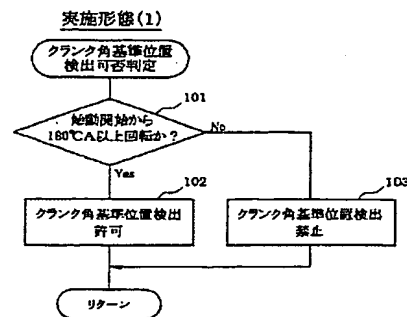 実施形態(1)
クランク角基準位置
検出可否判定
101
始動開始から
180℃A以上回転か？
No
Yes
102
103
クランク角基準位置検出
許可
クランク角基準位置検出
禁止
リターン